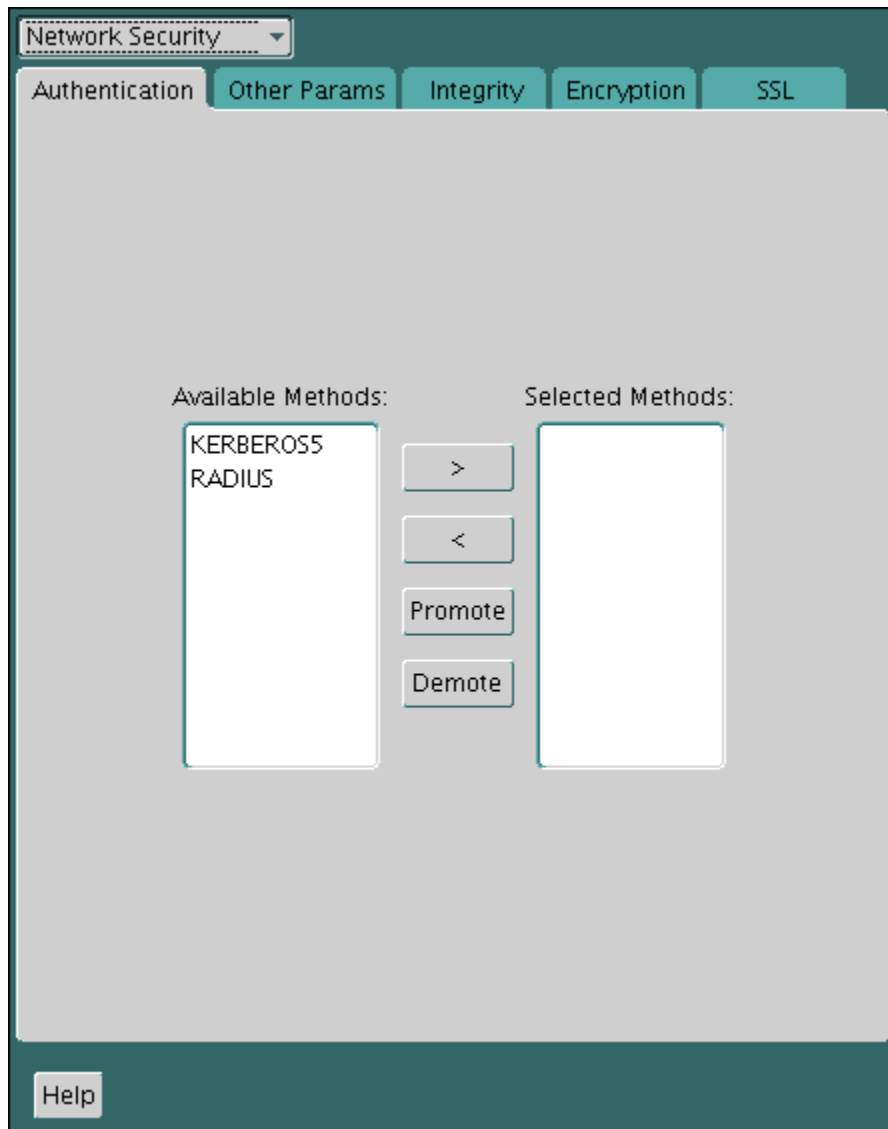 Network Security
Authentication Other Params Integrity Encryption SSL
Available Methods: Selected Methods:
KERBEROS5
RADIUS
>
<
Promote
Demote
Help